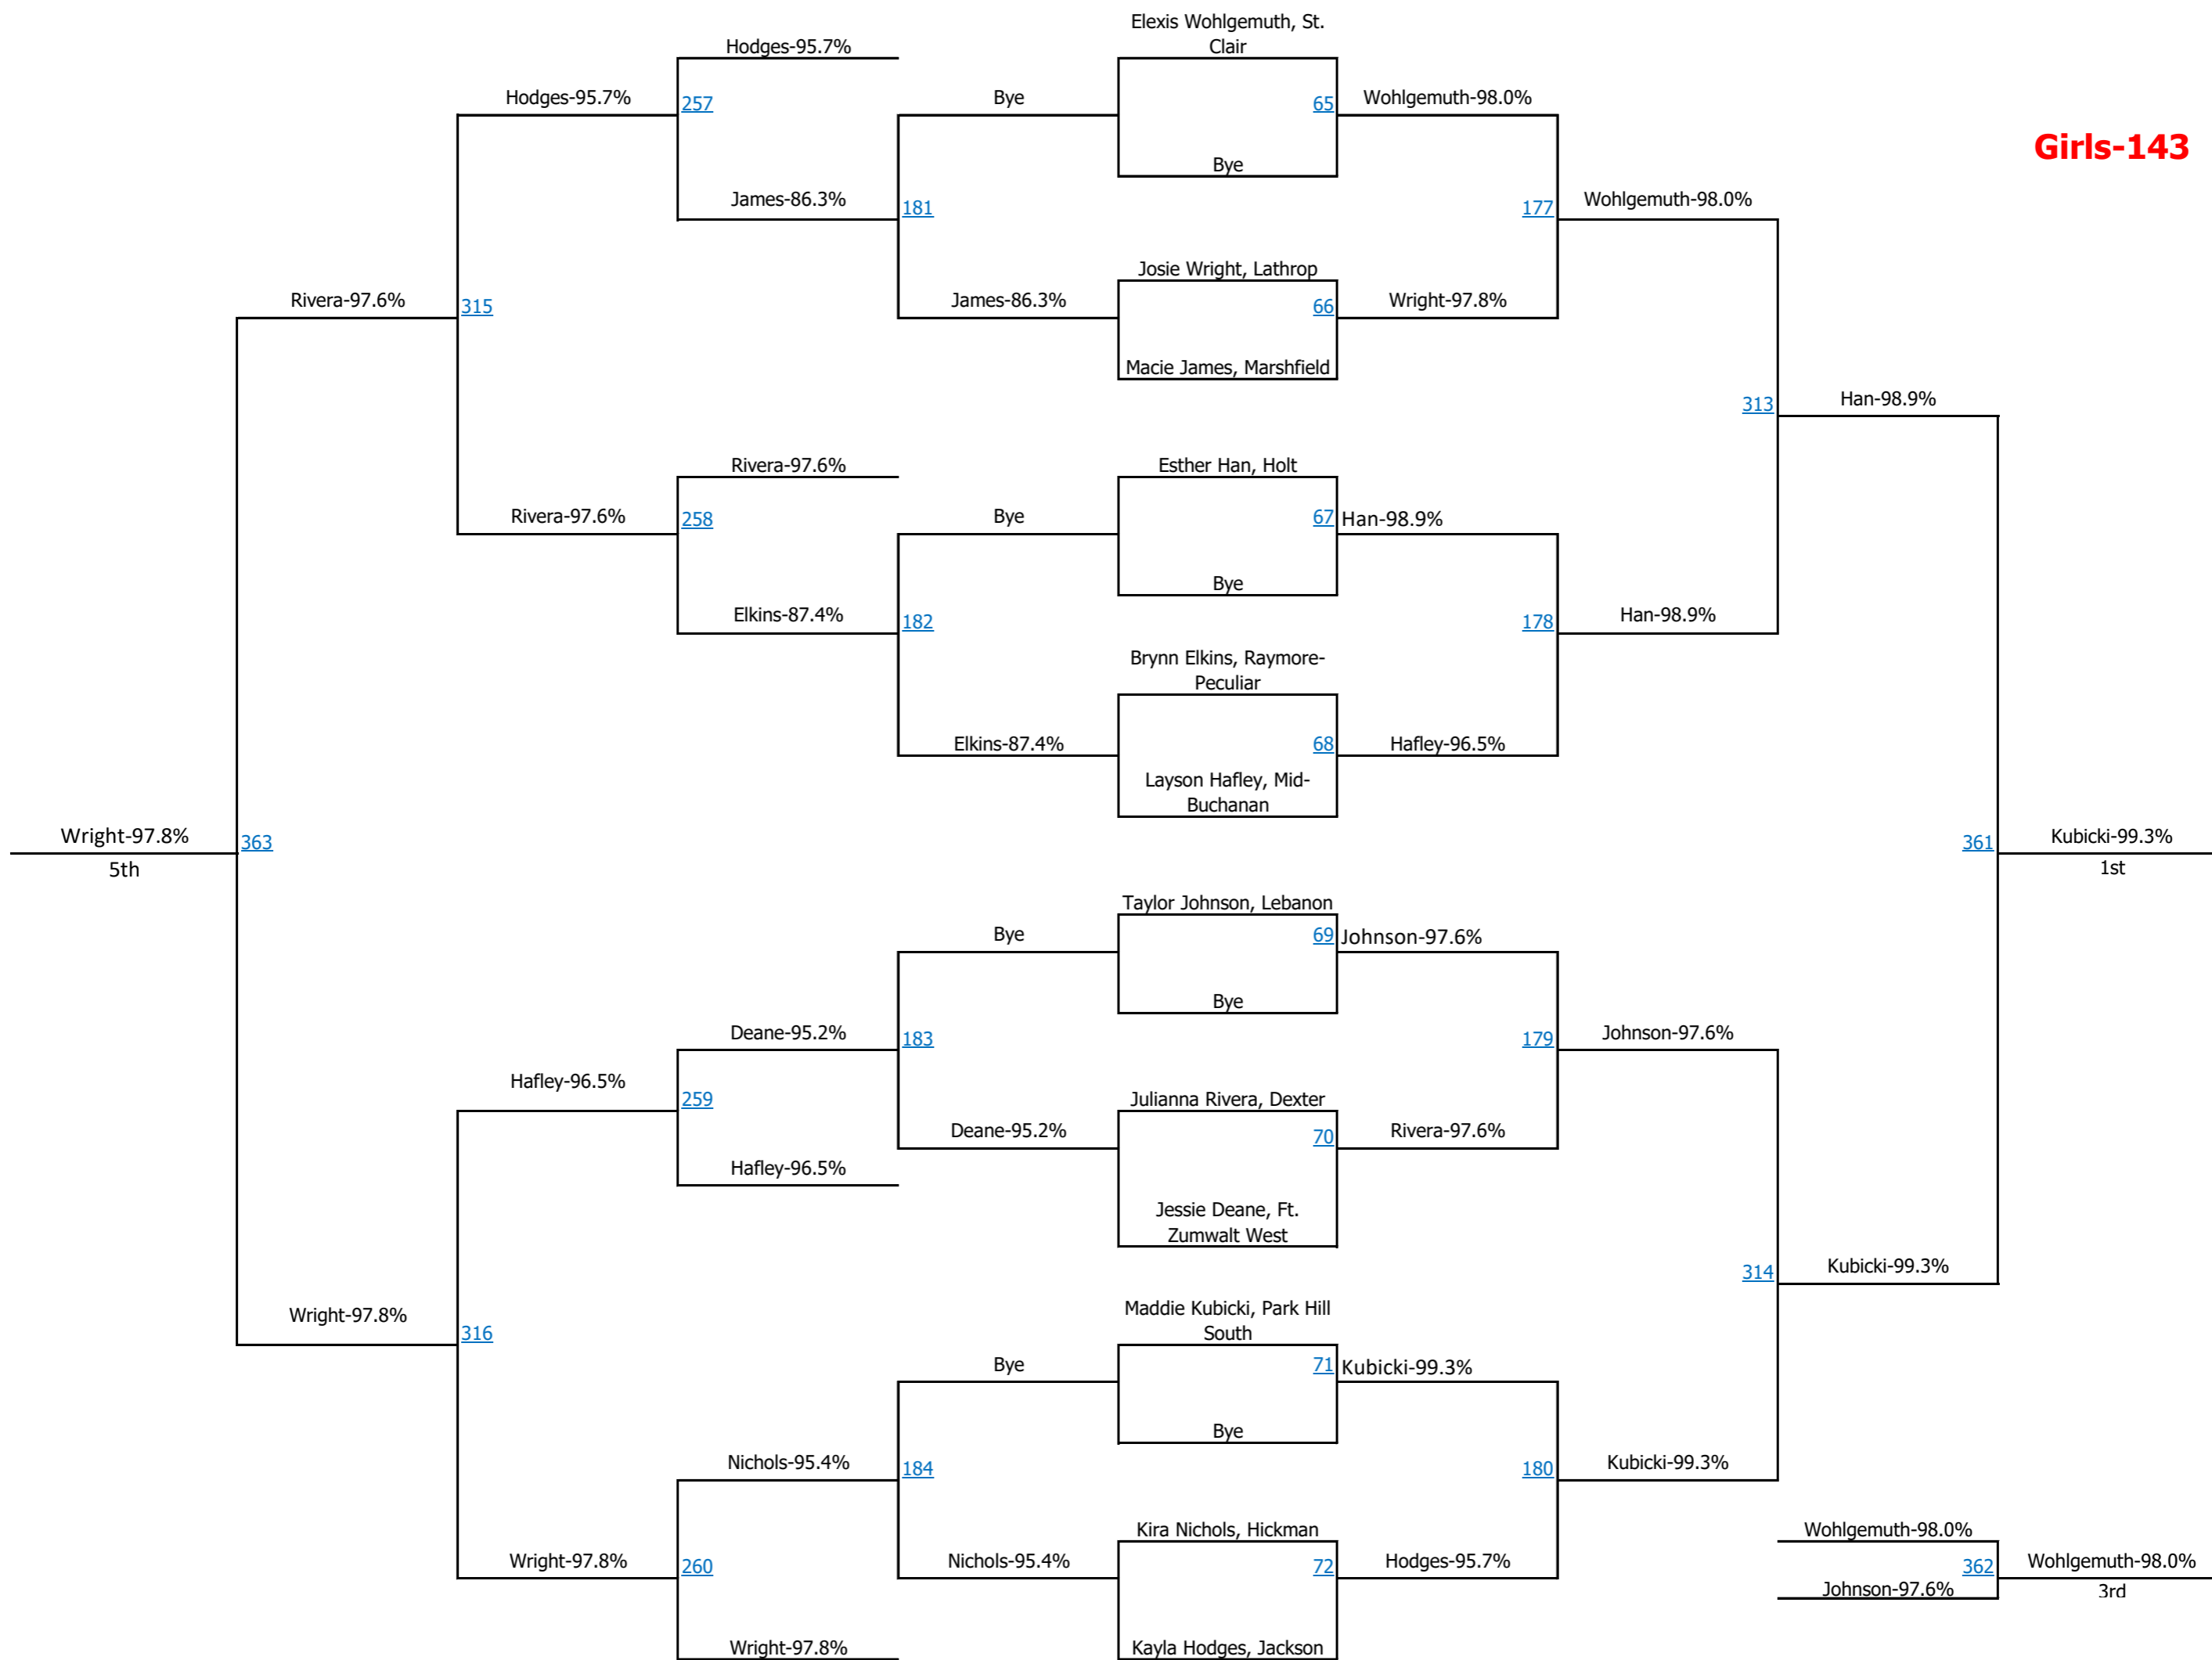 Elexis Wohlgemuth, St.
Clair
Hodges-95.7%
Hodges-95.7%
257
Bye
65
Wohlgemuth-98.0%
Girls-143
Bye
James-86.3%
181
177
Wohlgemuth-98.0%
Josie Wright, Lathrop
Rivera-97.6%
315
James-86.3%
66
Wright-97.8%
Macie James, Marshfield
313
Han-98.9%
Rivera-97.6%
Esther Han, Holt
Rivera-97.6%
258
Bye
67
Han-98.9%
Bye
Elkins-87.4%
182
178
Han-98.9%
Brynn Elkins, Raymore-
Peculiar
Elkins-87.4%
68
Hafley-96.5%
Layson Hafley, Mid-
Buchanan
Wright-97.8%
363
361
Kubicki-99.3%
5th
1st
Taylor Johnson, Lebanon
Bye
69
Johnson-97.6%
Bye
Deane-95.2%
183
179
Johnson-97.6%
Hafley-96.5%
259
Julianna Rivera, Dexter
Deane-95.2%
70
Rivera-97.6%
Hafley-96.5%
Jessie Deane, Ft.
Zumwalt West
314
Kubicki-99.3%
Wright-97.8%
316
Maddie Kubicki, Park Hill
South
Bye
71
Kubicki-99.3%
Bye
Nichols-95.4%
184
180
Kubicki-99.3%
Kira Nichols, Hickman
Wohlgemuth-98.0%
Wright-97.8%
260
Nichols-95.4%
72
Hodges-95.7%
362
Wohlgemuth-98.0%
Johnson-97.6%
3rd
Wright-97.8%
Kayla Hodges, Jackson